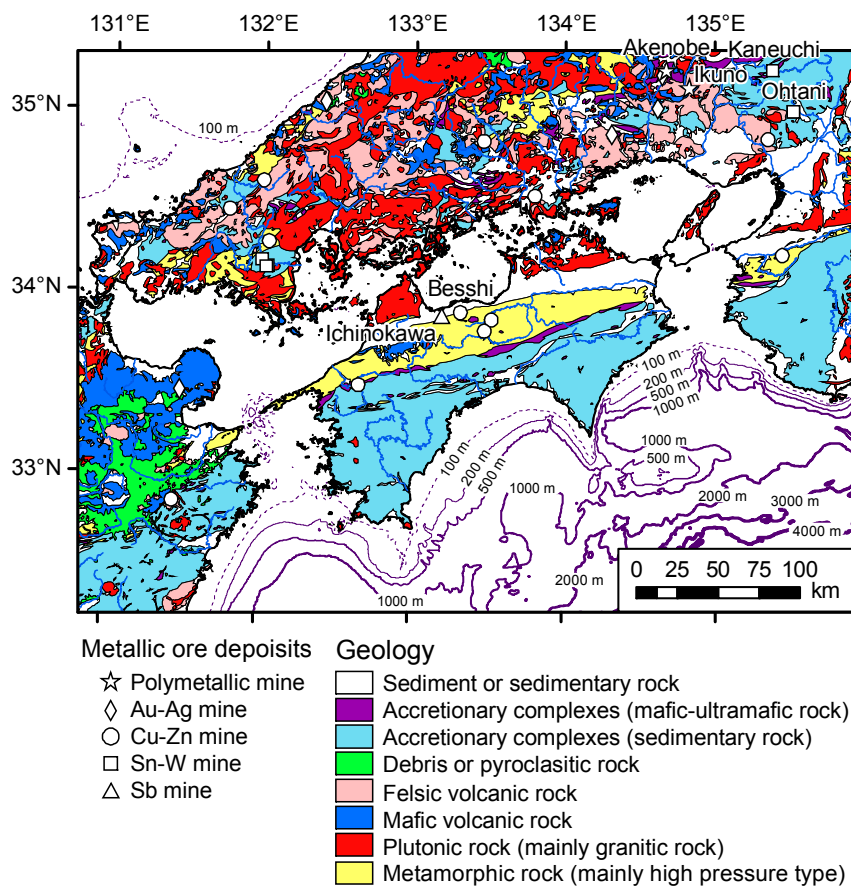 131°E 132°E 133°E 134°E 135°E
Akenobe Kaneuchi
Ikuno
Ohtani
35°N
100 m
34°N
Besshi
Ichinokawa
100 m
200 m
500 m
1000 m
33°N
100 m
200 m
500 m
1000 m
500 m
1000 m
2000 m
3000 m
4000 m
1000 m
2000 m
0 25 50 75 100
km
Metallic ore depoisits
Polymetallic mine
Au-Ag mine
Cu-Zn mine
Sn-W mine
Sb mine
Geology
Sediment or sedimentary rock
Accretionary complexes (mafic-ultramafic rock)
Accretionary complexes (sedimentary rock)
Debris or pyroclasitic rock
Felsic volcanic rock
Mafic volcanic rock
Plutonic rock (mainly granitic rock)
Metamorphic rock (mainly high pressure type)